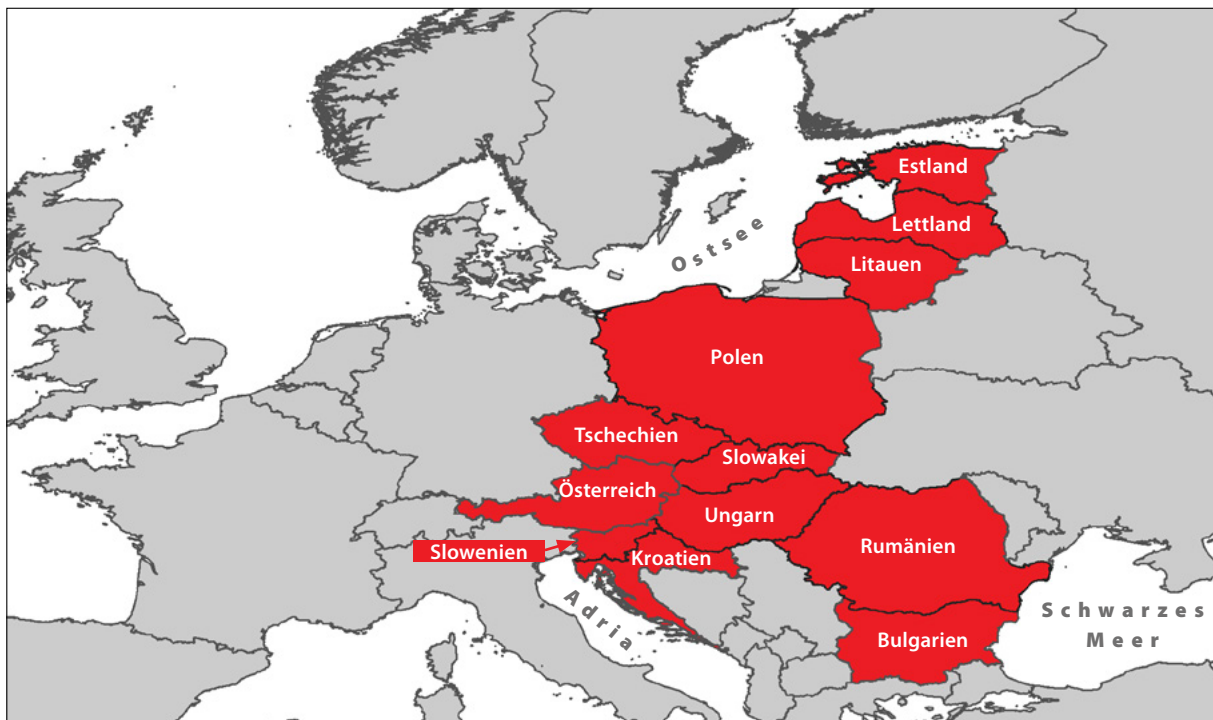 Estland
Lettland
Ostsee
Litauen
Polen
Tschechien
Slowakei
Österreich
Ungarn
Rumänien
Slowenien
Kroatien
Adria
Schwarzes
Meer
Bulgarien